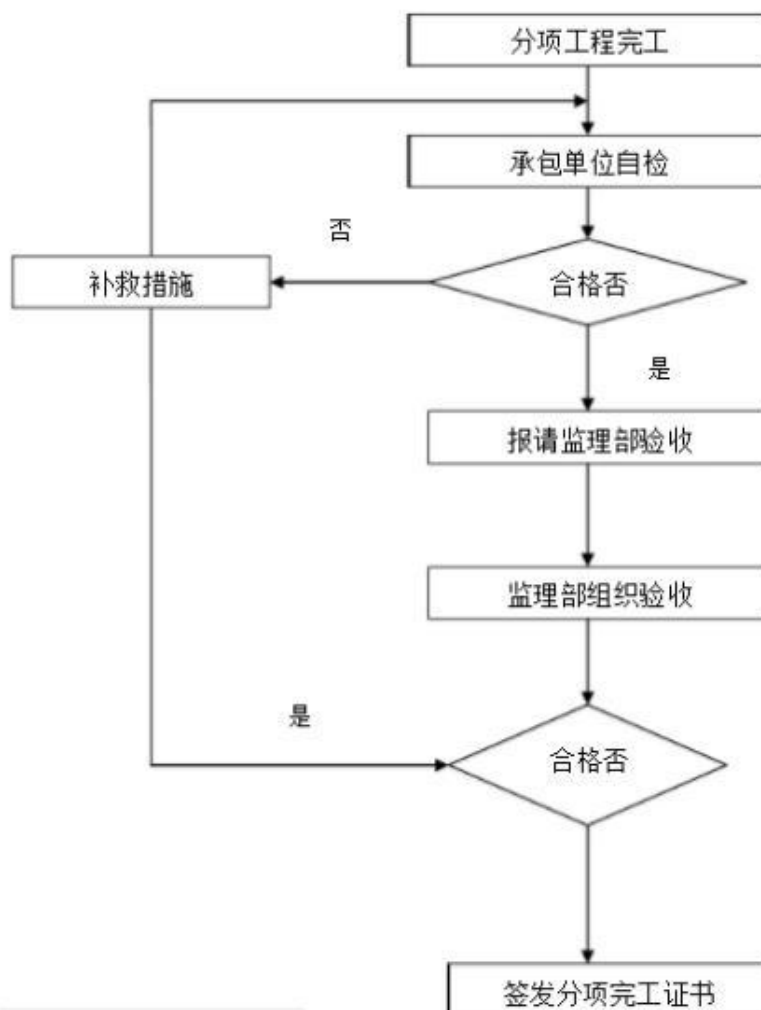 分项工程完工
承包单位自检
否
补救措施
合格否
是
报请监理部验收
监理部组织验收
是
合格否
签发分项完工证书